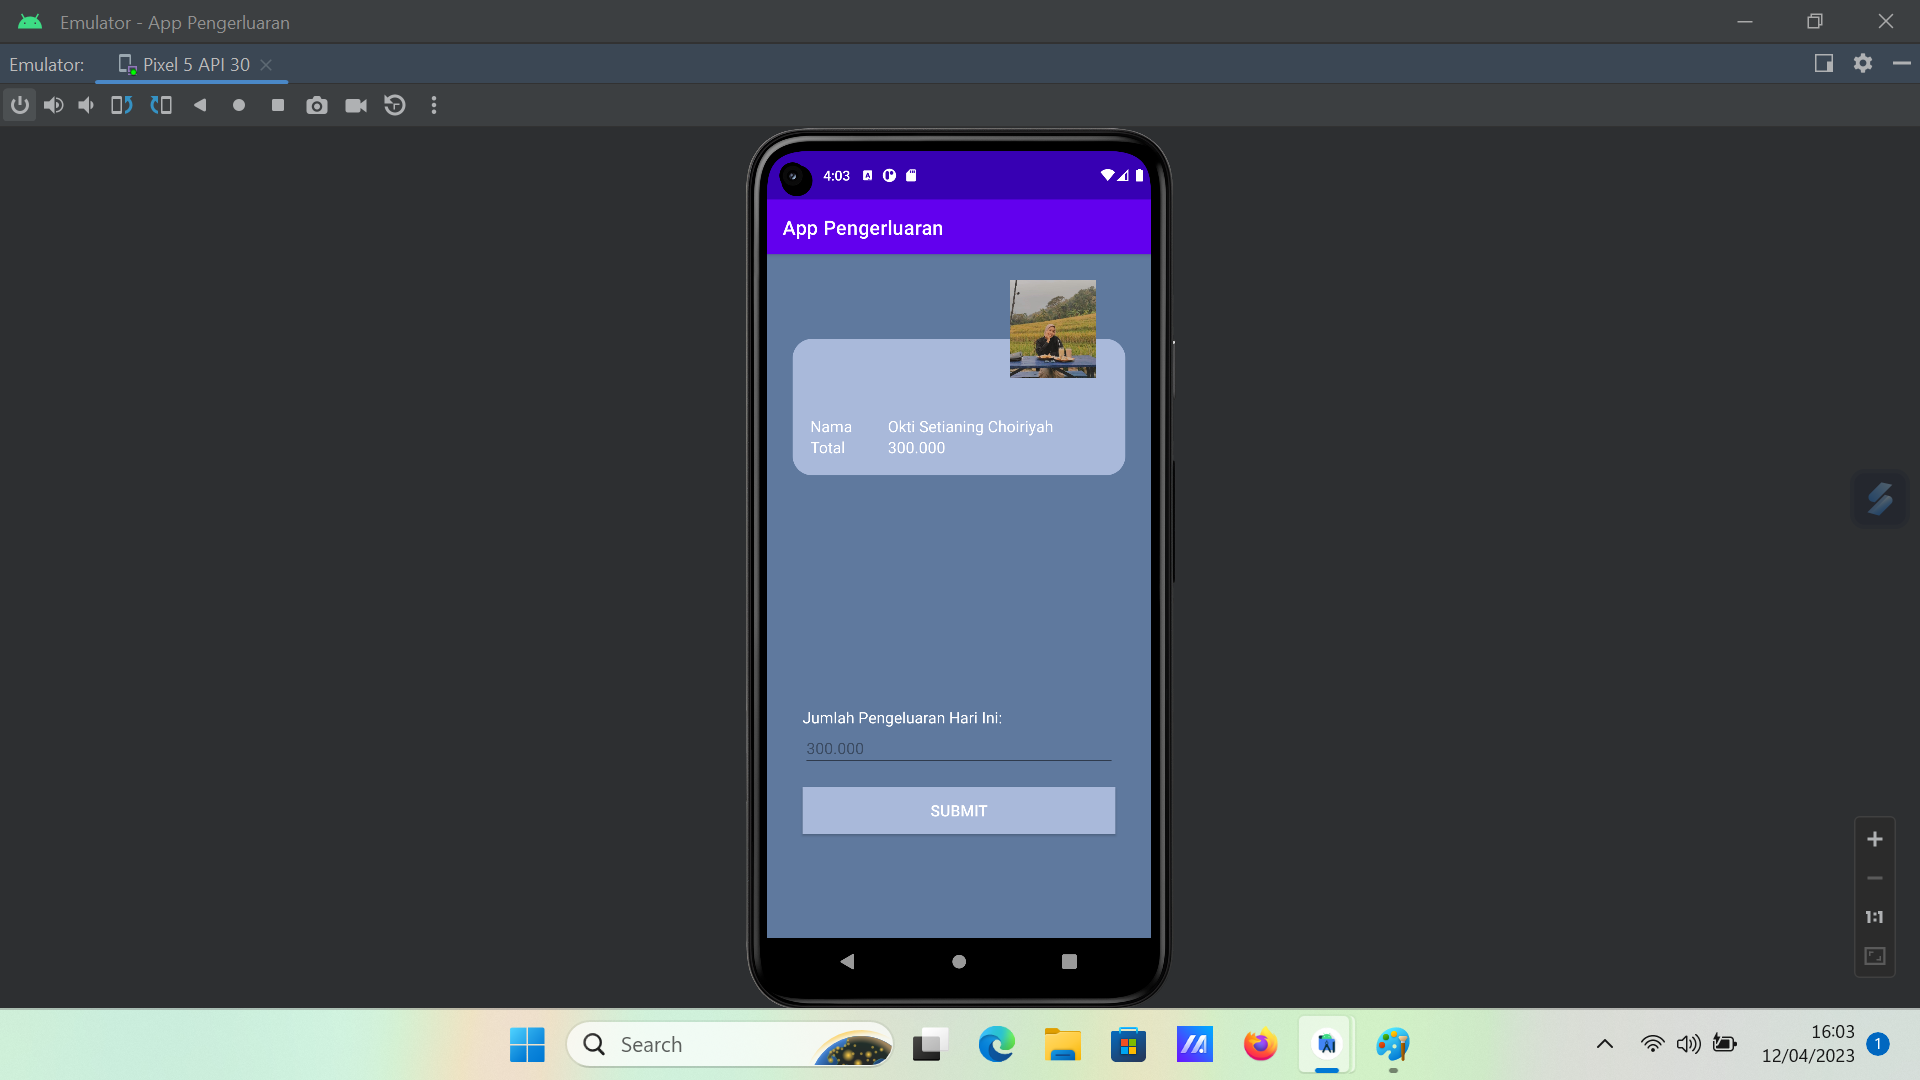 Emulator - App Pengerluaran
Emulator:
Pixel 5 API 30
4:03
App Pengerluaran
Nama Okti Setianing Choiriyah
Total 300.000
Jumlah Pengeluaran Hari Ini:
300.000
SUBMIT
1:1
Search
16:03
12/04/2023
1